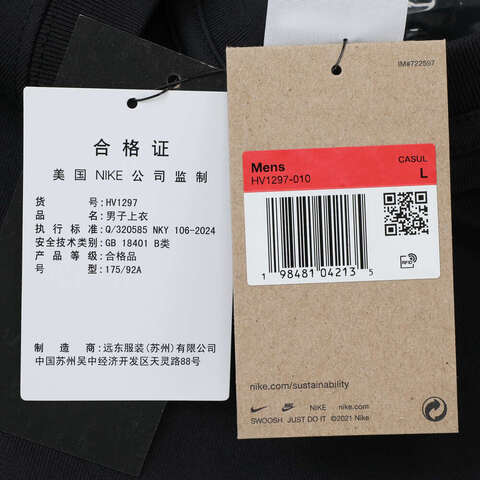 合格证
美国 NIKE 公司监制
货 号: HV1297
品 名: 男子上衣
执 行 标 准: Q/320585 NKY 106-2024
安全技术类别: GB 18401 B类
产 品 等 级: 合格品
号 型: 175/92A
制 造 商: 远东服装(苏州)有限公司
中国苏州吴中经济开发区天灵路88号
IM#722597
CASUL
Mens
HV1297-010
L
1 98481 04213 5
RFID
nike.com/sustainability
NIKE nike.com
SWOOSH. JUST DO IT ©2021 Nike